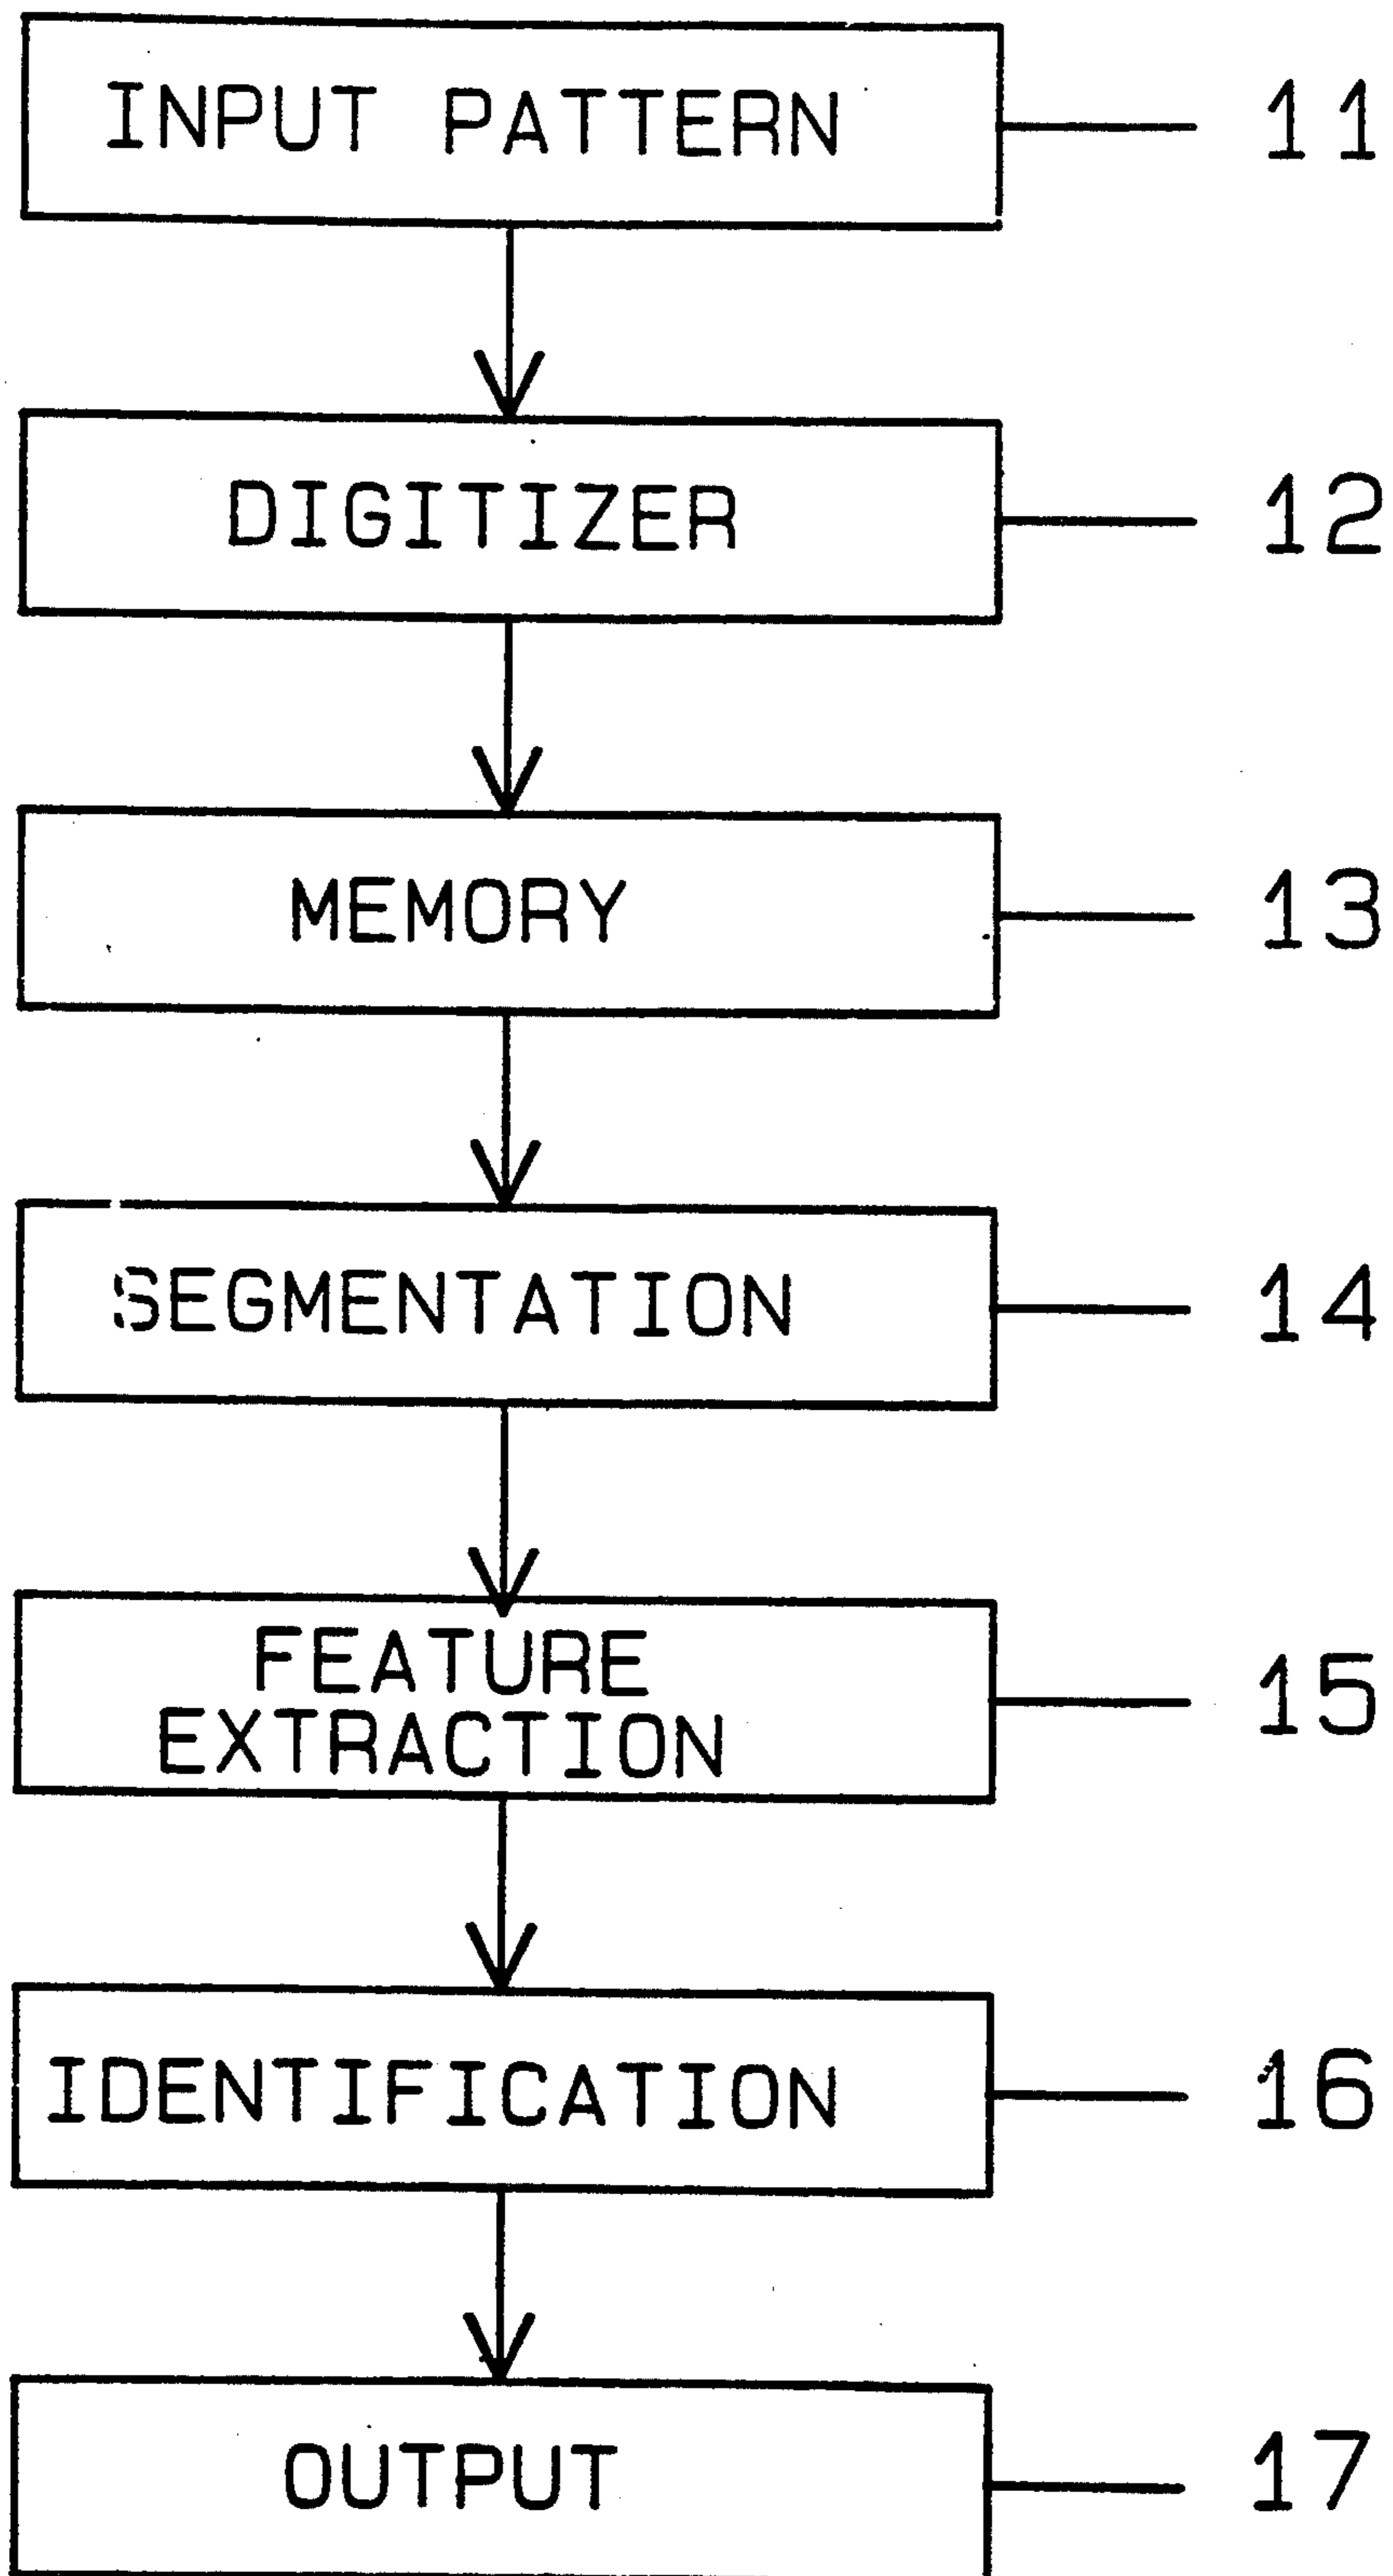 INPUT PATTERN 11
DIGITIZER 12
MEMORY 13
SEGMENTATION 14
FEATURE
EXTRACTION 15
IDENTIFICATION 16
OUTPUT 17